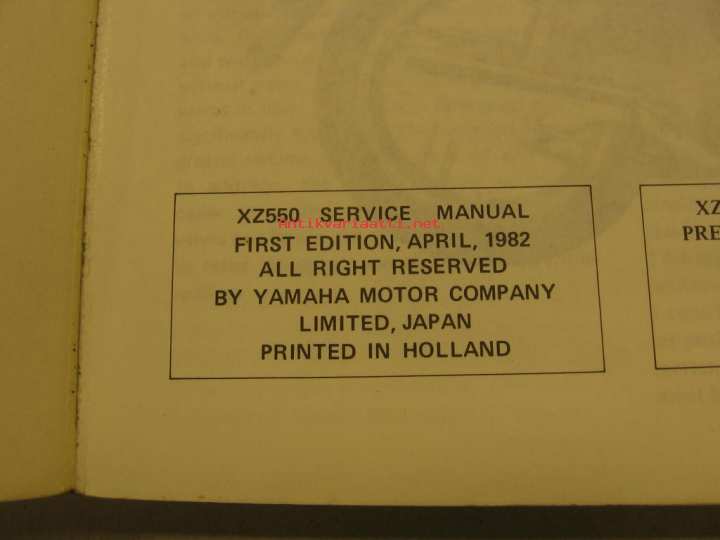 XZ550 SERVICE MANUAL
Antikvariaatti.net
FIRST EDITION, APRIL, 1982
ALL RIGHT RESERVED
BY YAMAHA MOTOR COMPANY
LIMITED, JAPAN
PRINTED IN HOLLAND
XZ
PRE